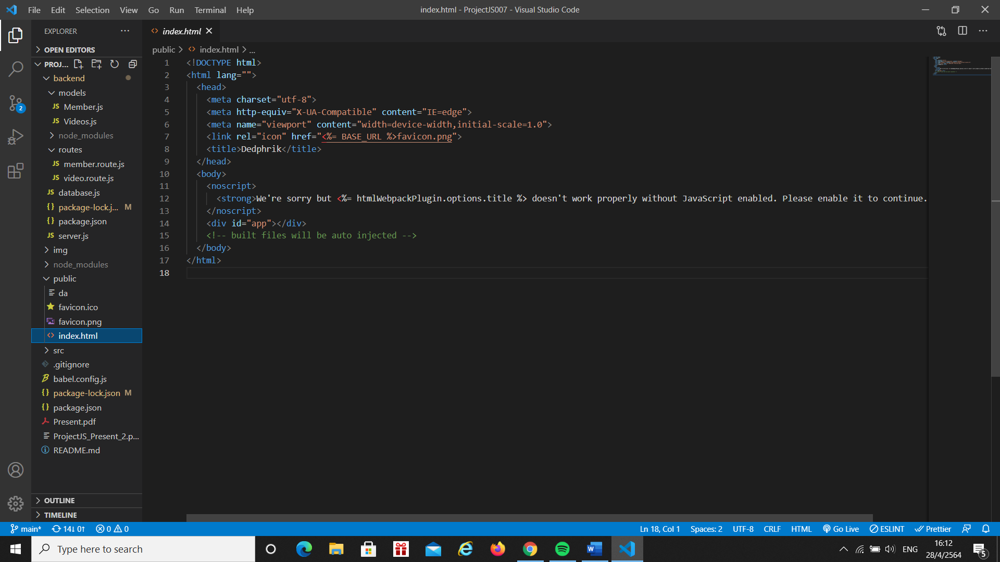 File Edit Selection View Go Run Terminal Help
index.html - ProjectJS007 - Visual Studio Code
EXPLORER
OPEN EDITORS
PROJ...
backend
models
JS Member.js
JS Videos.js
node_modules
routes
JS member.route.js
JS video.route.js
JS database.js
{} package-lock.j... M
{} package.json
JS server.js
img
node_modules
public
da
favicon.ico
favicon.png
<> index.html
src
.gitignore
babel.config.js
{} package-lock.json M
{} package.json
Present.pdf
ProjectJS_Present_2.p...
README.md
OUTLINE
TIMELINE
2
<> index.html
public > <> index.html > ...
1 <!DOCTYPE html>
2 <html lang="">
3 <head>
4 <meta charset="utf-8">
5 <meta http-equiv="X-UA-Compatible" content="IE=edge">
6 <meta name="viewport" content="width=device-width,initial-scale=1.0">
7 <link rel="icon" href="<%= BASE_URL %>favicon.png">
8 <title>Dedphrik</title>
9 </head>
10 <body>
11 <noscript>
12 <strong>We're sorry but <%= htmlWebpackPlugin.options.title %> doesn't work properly without JavaScript enabled. Please enable it to continue.
13 </noscript>
14 <div id="app"></div>
15 <!-- built files will be auto injected -->
16 </body>
17 </html>
18
main* 14↓ 0↑ 0 0
Ln 18, Col 1 Spaces: 2 UTF-8 CRLF HTML Go Live ESLINT Prettier
Type here to search
ENG
16:12
28/4/2564
5